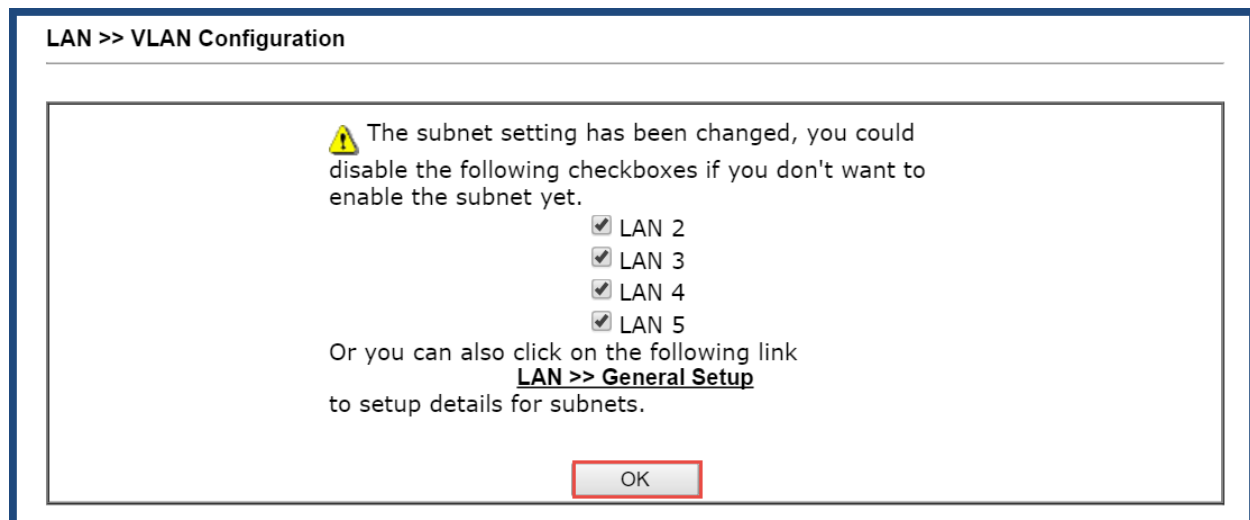 LAN >> VLAN Configuration
The subnet setting has been changed, you could
disable the following checkboxes if you don't want to
enable the subnet yet.
LAN 2
LAN 3
LAN 4
LAN 5
Or you can also click on the following link
LAN >> General Setup
to setup details for subnets.
OK